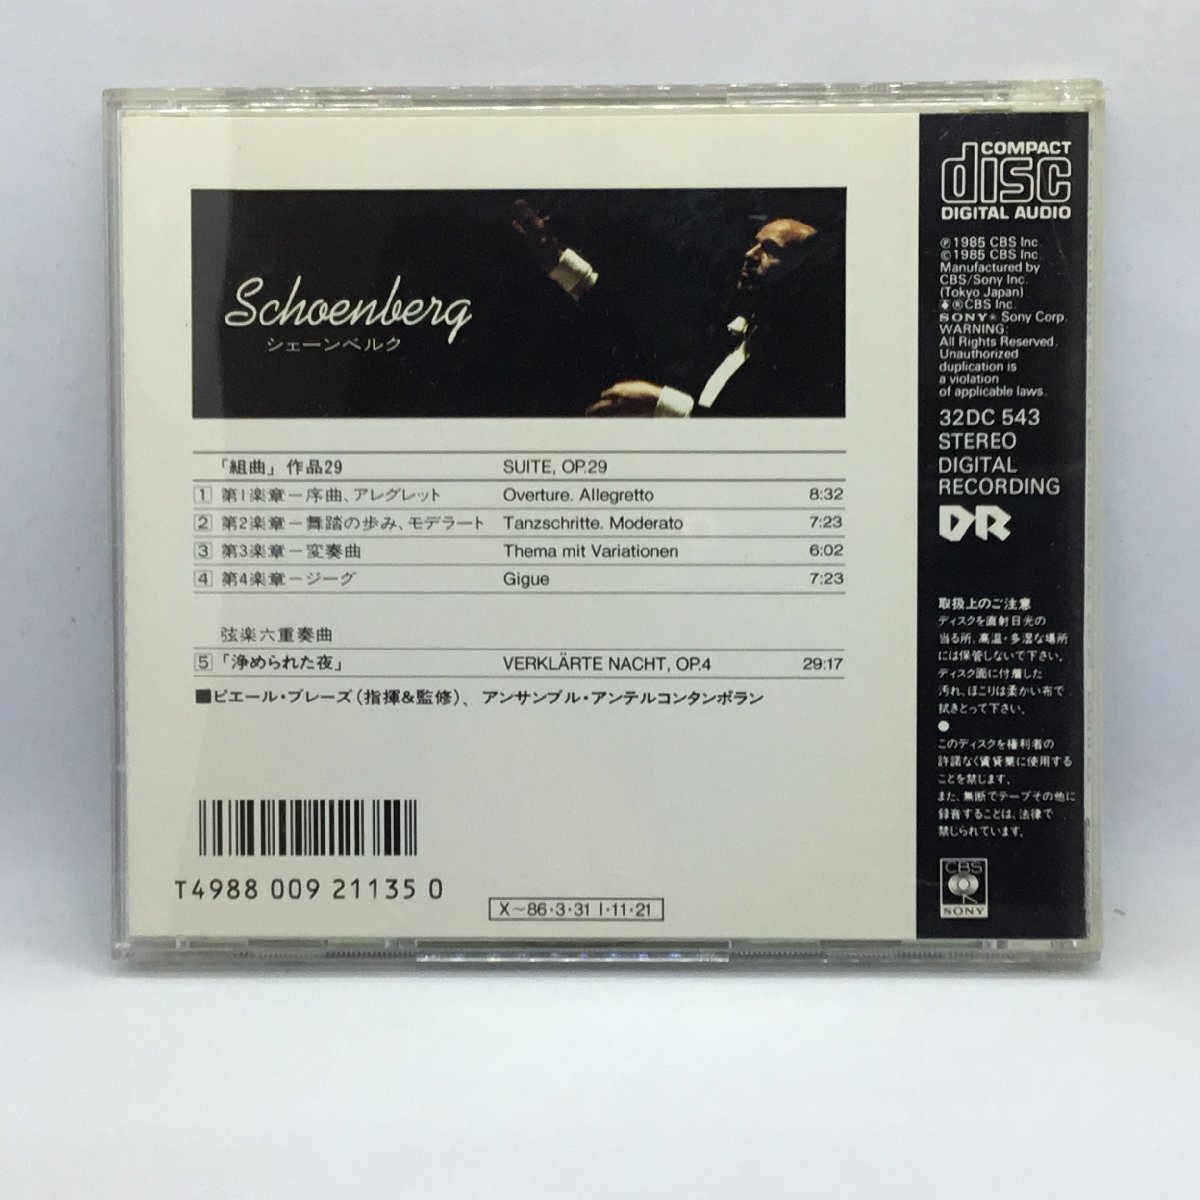 Schoenberg
シェーンベルク
「組曲」作品29 SUITE, OP.29
1 第1楽章－序曲、アレグレット Overture. Allegretto 8:32
2 第2楽章－舞踏の歩み、モデラート Tanzschritte. Moderato 7:23
3 第3楽章－変奏曲 Thema mit Variationen 6:02
4 第4楽章－ジーグ Gigue 7:23
弦楽六重奏曲
5 「浄められた夜」 VERKLÄRTE NACHT, OP.4 29:17
■ピエール・ブレーズ（指揮&監修）、アンサンブル・アンテルコンタンポラン
T4988 009 21135 0
X～86・3・31 I・11・21
COMPACT
disc
DIGITAL AUDIO
℗1985 CBS Inc.
©1985 CBS Inc.
Manufactured by
CBS/Sony Inc.
(Tokyo Japan)
®CBS Inc.
SONY® Sony Corp.
WARNING:
All Rights Reserved.
Unauthorized
duplication is
a violation
of applicable laws.
32DC 543
STEREO
DIGITAL
RECORDING
DR
取扱上のご注意
ディスクを直射日光の
当る所、高温・多湿な場所
には保管しないで下さい。
ディスク面に付着した
汚れ、ほこりは柔かい布で
拭きとって下さい。
●
このディスクを権利者の
許諾なく賃貸業に使用する
ことを禁じます。
また、無断でテープその他に
録音することは、法律で
禁じられています。
CBS
SONY